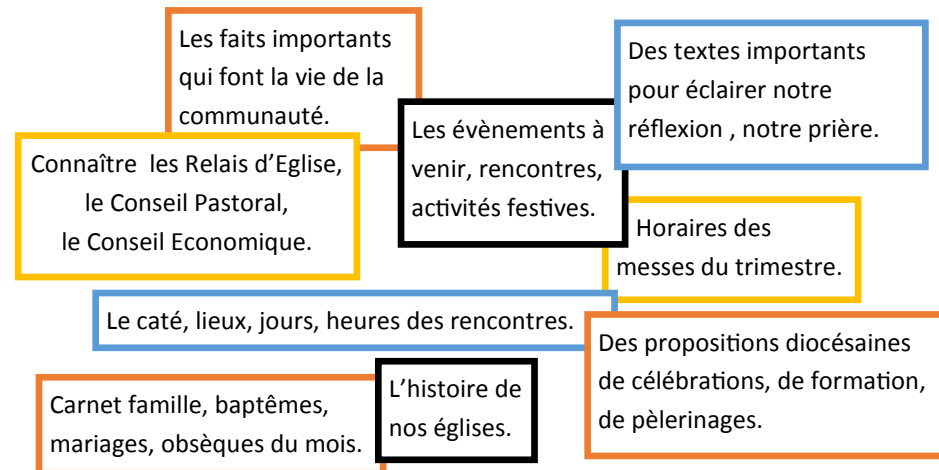 Les faits importants
qui font la vie de la
communauté.
Des textes importants
pour éclairer notre
réflexion , notre prière.
Les évènements à
venir, rencontres,
activités festives.
Connaître les Relais d’Eglise,
le Conseil Pastoral,
le Conseil Economique.
Horaires des
messes du trimestre.
Le caté, lieux, jours, heures des rencontres.
Des propositions diocésaines
de célébrations, de formation,
de pèlerinages.
L’histoire de
nos églises.
Carnet famille, baptêmes,
mariages, obsèques du mois.